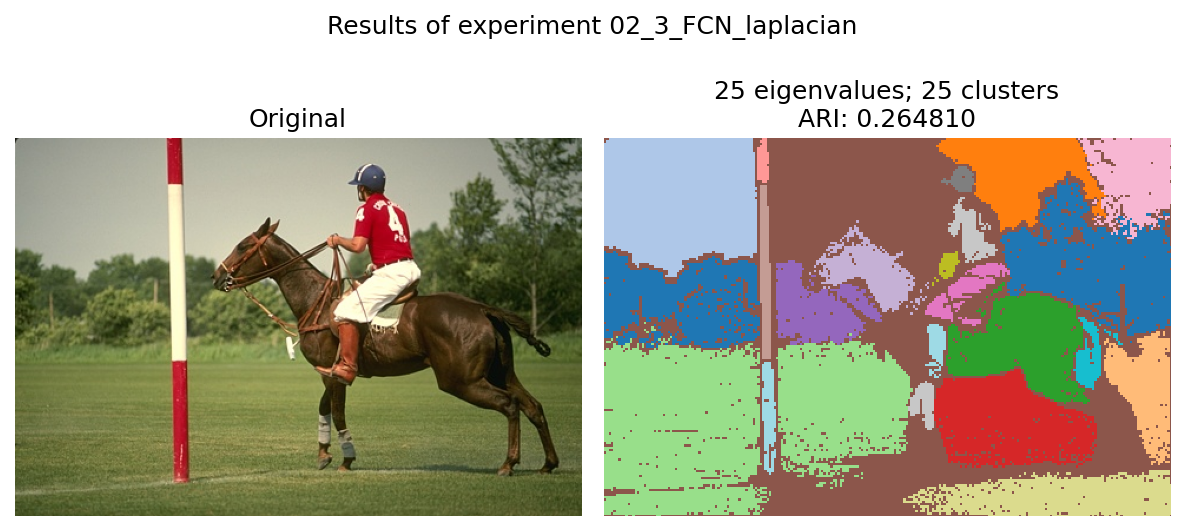 Results of experiment 02_3_FCN_laplacian
Original
25 eigenvalues; 25 clusters
ARI: 0.264810
4